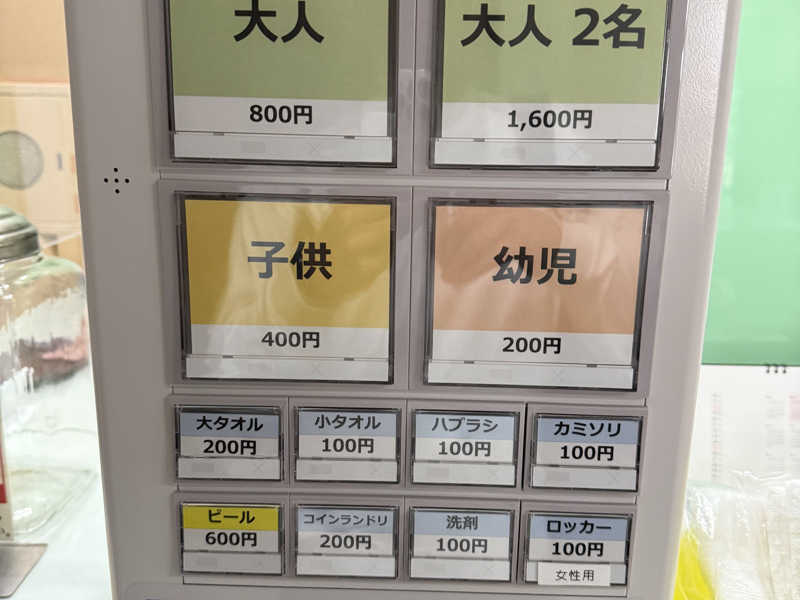 大人
800円
大人 2名
1,600円
子供
400円
幼児
200円
大タオル
200円
小タオル
100円
ハブラシ
100円
カミソリ
100円
ビール
600円
コインランドリ
200円
洗剤
100円
ロッカー
100円
女性用